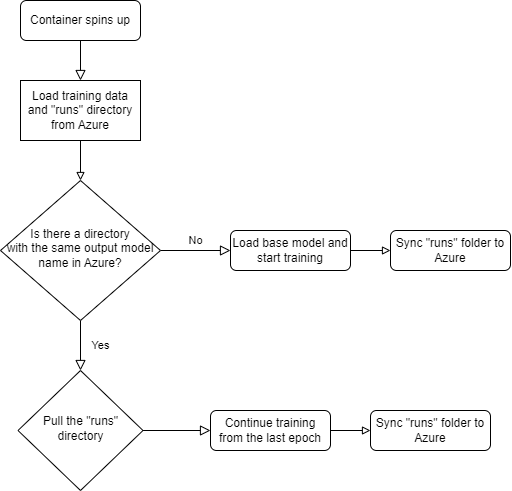 Container spins up
Load training data
and "runs" directory
from Azure
Is there a directory
with the same output model
name in Azure?
No
Load base model and
start training
Sync "runs" folder to
Azure
Yes
Pull the "runs"
directory
Continue training
from the last epoch
Sync "runs" folder to
Azure